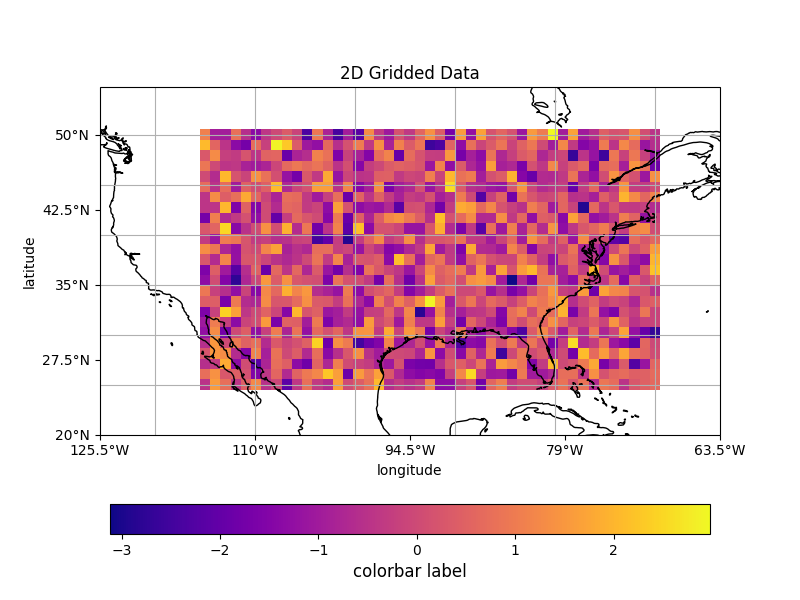 2D Gridded Data
50°N
42.5°N
35°N
27.5°N
20°N
latitude
125.5°W 110°W 94.5°W 79°W 63.5°W
longitude
−3 −2 −1 0 1 2
colorbar label